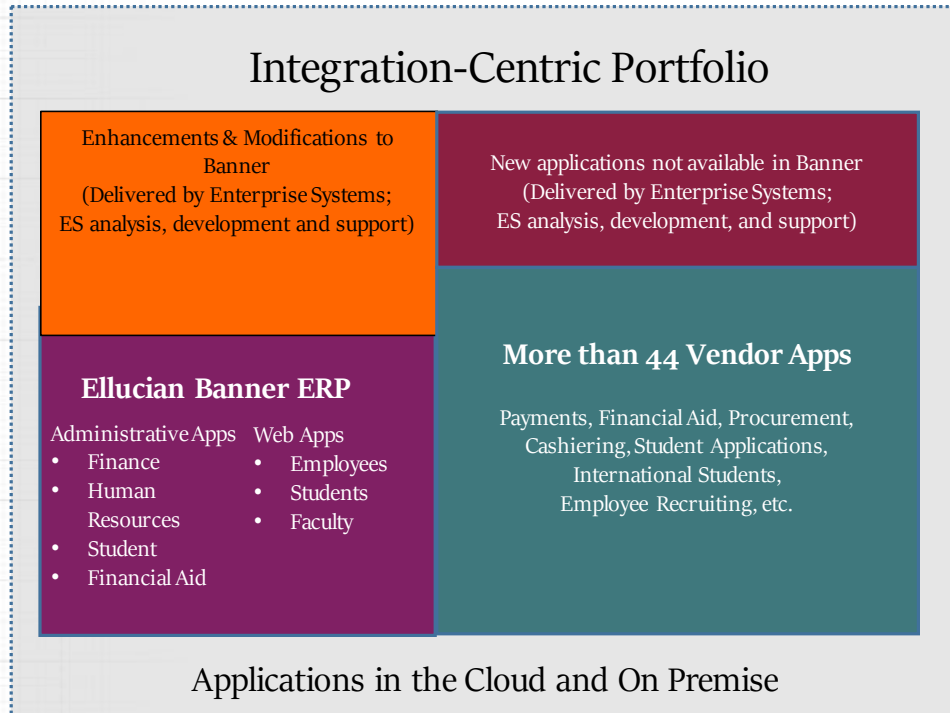 Integration-Centric Portfolio
Enhancements & Modifications to
Banner
(Delivered by Enterprise Systems;
ES analysis, development and support)
New applications not available in Banner
(Delivered by Enterprise Systems;
ES analysis, development, and support)
Ellucian Banner ERP
Administrative Apps
• Finance
• Human
Resources
• Student
• Financial Aid
Web Apps
• Employees
• Students
• Faculty
More than 44 Vendor Apps
Payments, Financial Aid, Procurement,
Cashiering, Student Applications,
International Students,
Employee Recruiting, etc.
Applications in the Cloud and On Premise